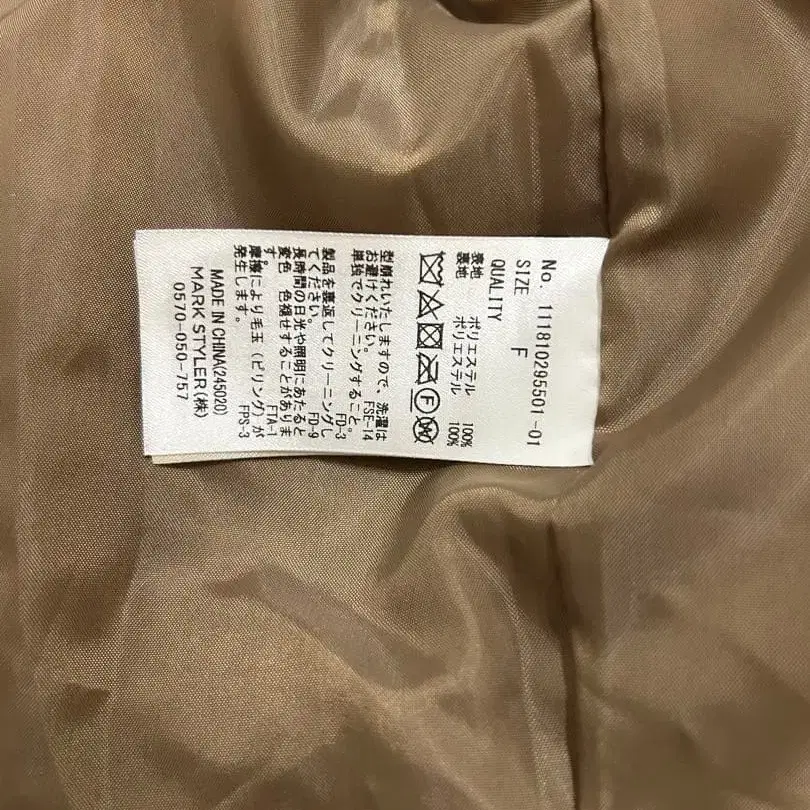 No. 111810295501-01
SIZE F
QUALITY
表地 ポリエステル 100%
裏地 ポリエステル 100%
F W
型崩れいたしますので、洗濯は
お避けください。 FSE-14
単独でクリーニングすること。
FD-3
製品を裏返してクリーニングし
てください。 FD-9
長時間の日光や照明にあたると
変色 色褪せすることがありま
す。 FTA-1
摩擦により毛玉（ピリング）が
発生します。 FPS-3
MADE IN CHINA(245020)
MARK STYLER(株)
0570-050-757